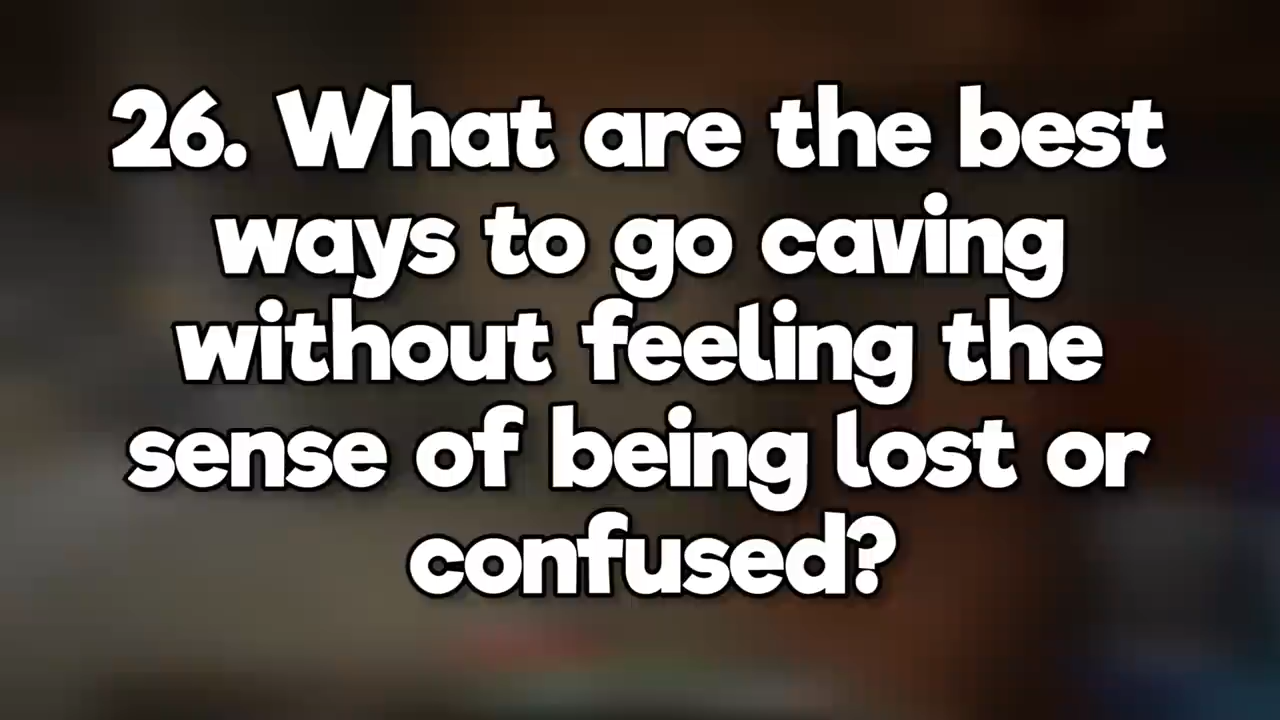 26. What are the best
ways to go caving
without feeling the
sense of being lost or
confused?